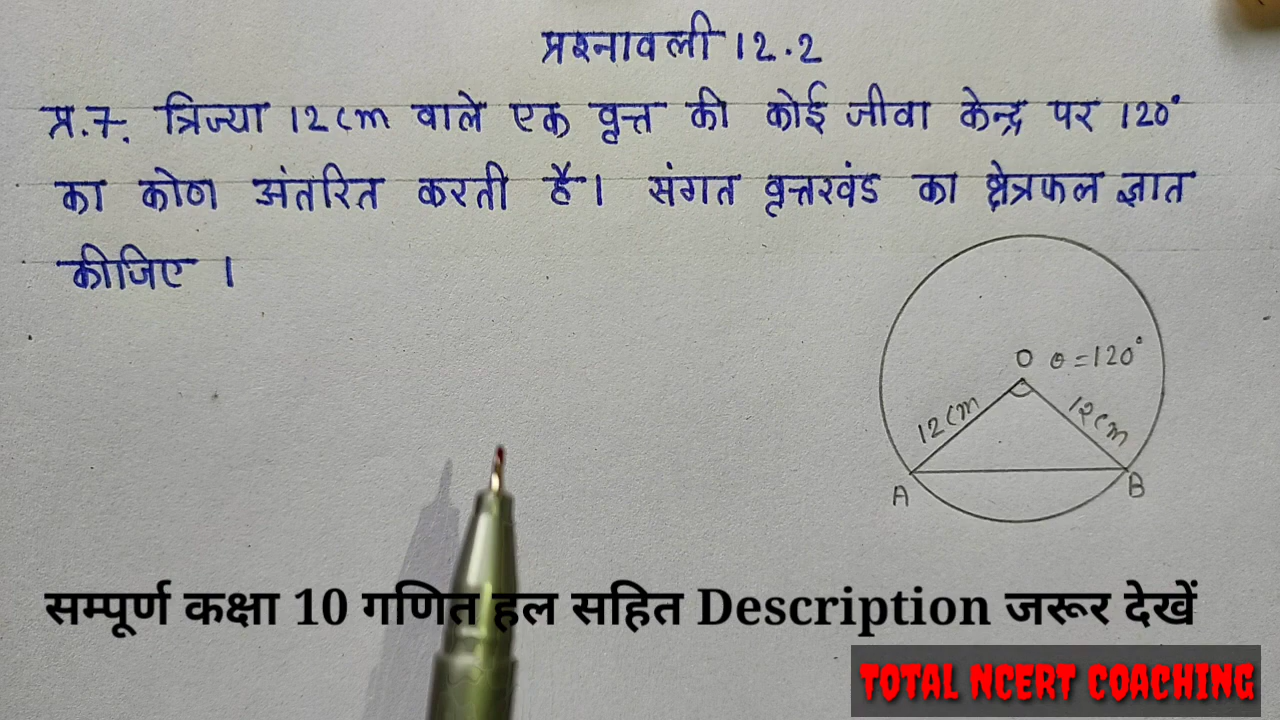 प्रश्नावली 12.2
प्र.7. त्रिज्या 12cm वाले एक वृत्त की कोई जीवा केन्द्र पर 120°
का कोण अंतरित करती है। संगत वृत्तखंड का क्षेत्रफल ज्ञात
कीजिए ।
O θ=120°
12cm 12cm
A B
सम्पूर्ण कक्षा 10 गणित हल सहित Description जरूर देखें
TOTAL NCERT COACHING